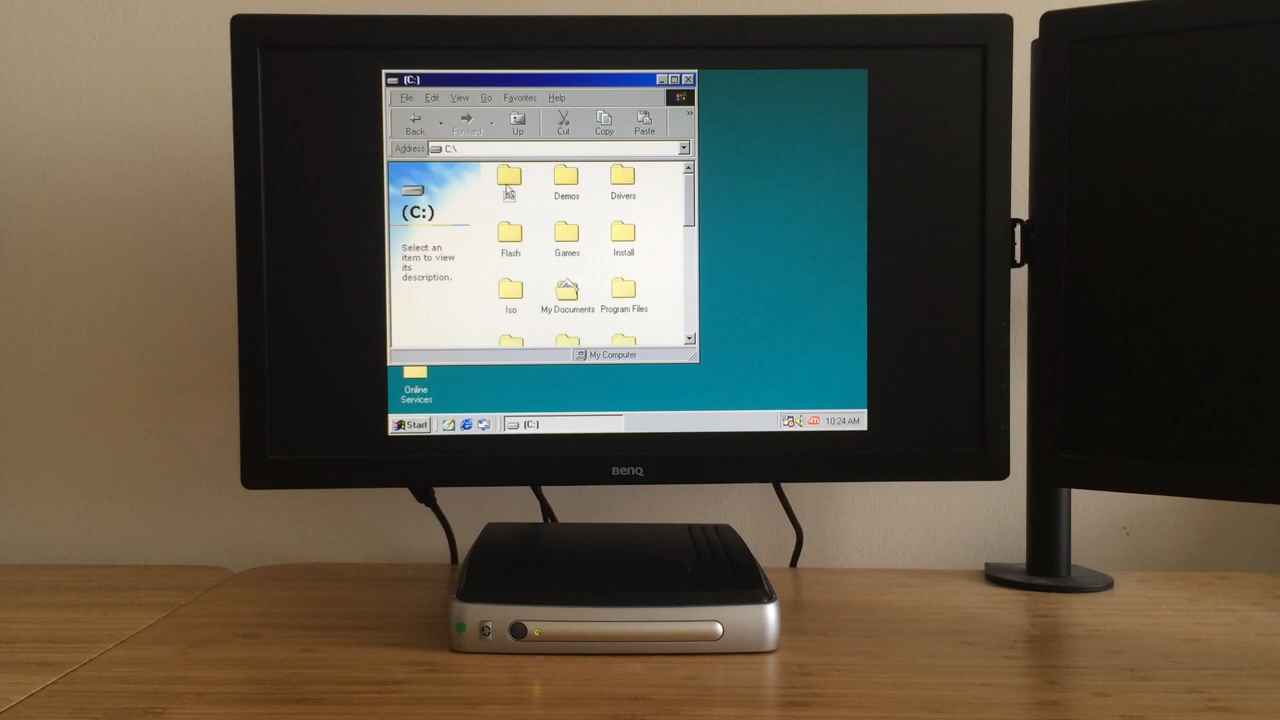 (C:)
File Edit View Go Favorites Help
Back Forward Up Cut Copy Paste
Address C:\
(C:)
Select an
item to view
its
description.
Demos Drivers
Flash Games Install
Iso My Documents Program Files
My Computer
Online
Services
Start (C:) 10:24 AM
BenQ